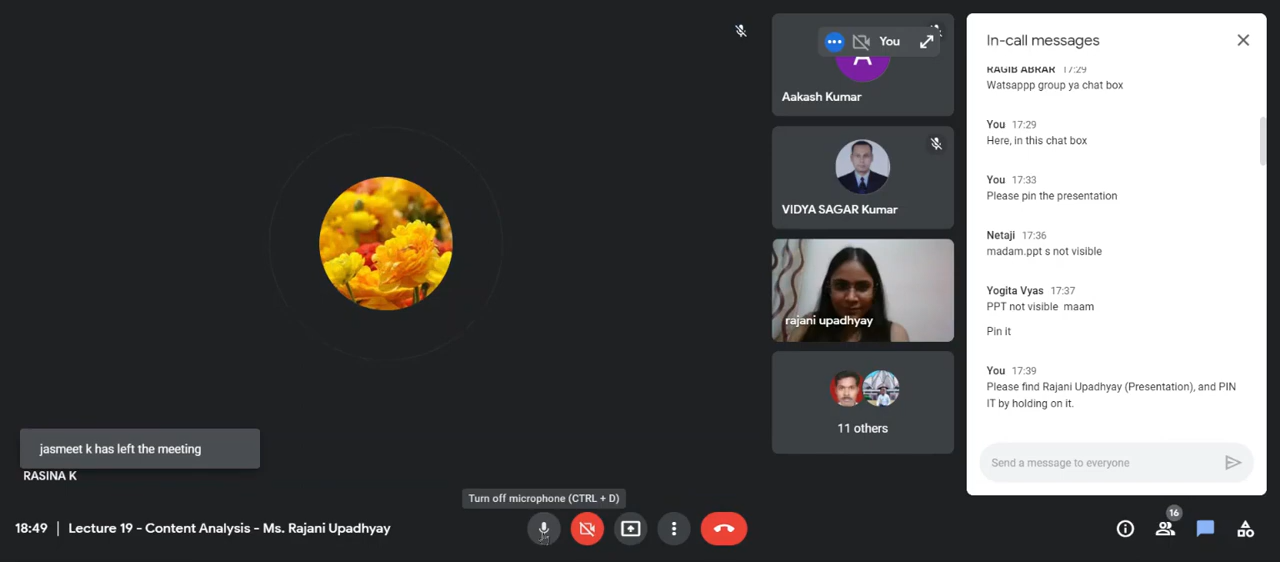 You
Aakash Kumar
VIDYA SAGAR Kumar
rajani upadhyay
11 others
jasmeet k has left the meeting
RASINA K
Turn off microphone (CTRL + D)
18:49 | Lecture 19 - Content Analysis - Ms. Rajani Upadhyay
16
In-call messages
RAGIB ABRAR 17:29
Watsappp group ya chat box
You 17:29
Here, in this chat box
You 17:33
Please pin the presentation
Netaji 17:36
madam.ppt s not visible
Yogita Vyas 17:37
PPT not visible maam
Pin it
You 17:39
Please find Rajani Upadhyay (Presentation), and PIN
IT by holding on it.
Send a message to everyone